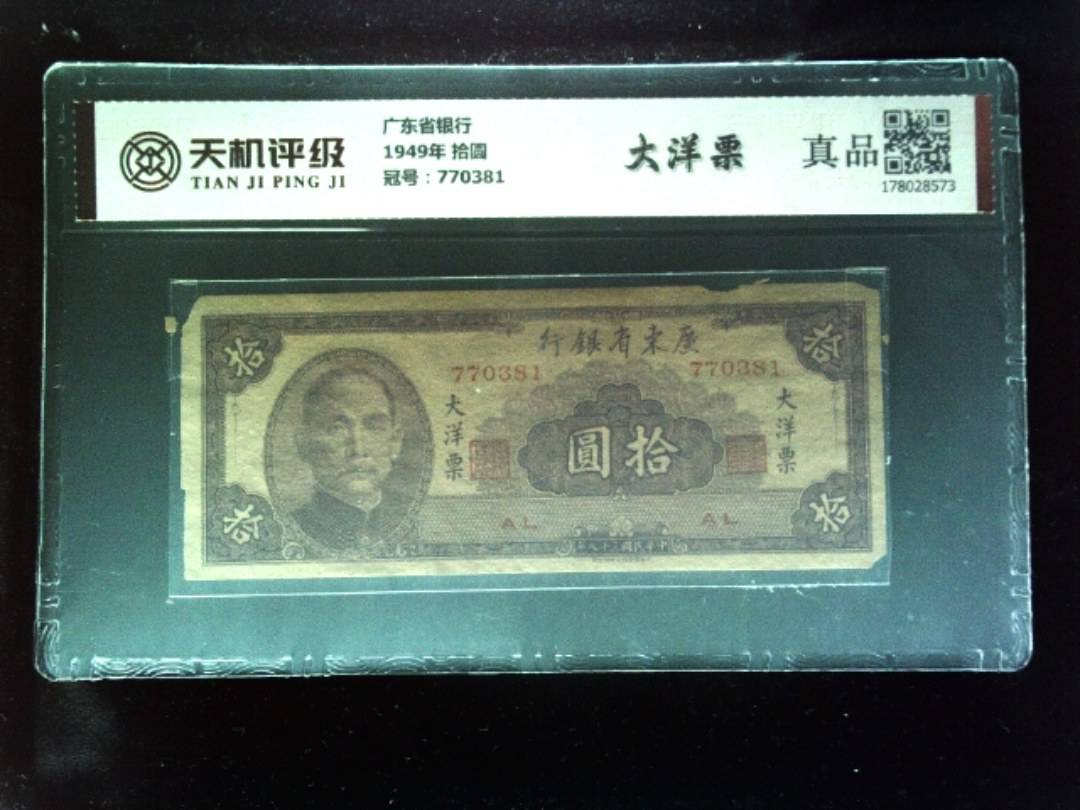 天机评级
TIAN JI PING JI
广东省银行
1949年 拾圆
冠号：770381
大洋票
真品
178028573
行銀省東廣
770381
770381
拾
拾
大洋票
大洋票
圓拾
AL
AL
拾
拾